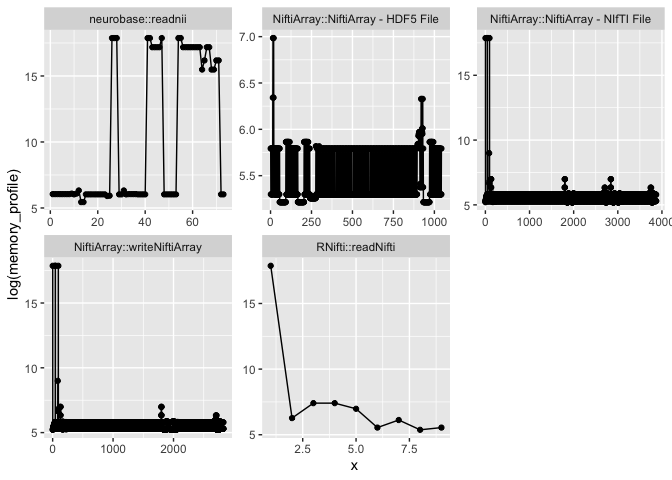 neurobase::readnii
NiftiArray::NiftiArray - HDF5 File
NiftiArray::NiftiArray - NIfTI File
15
10
5
0 20 40 60
7.0
6.5
6.0
5.5
0 250 500 750 1000
15
10
5
0 1000 2000 3000 4000
log(memory_profile)
NiftiArray::writeNiftiArray
RNifti::readNifti
15
10
5
0 1000 2000
15
10
5
2.5 5.0 7.5
x